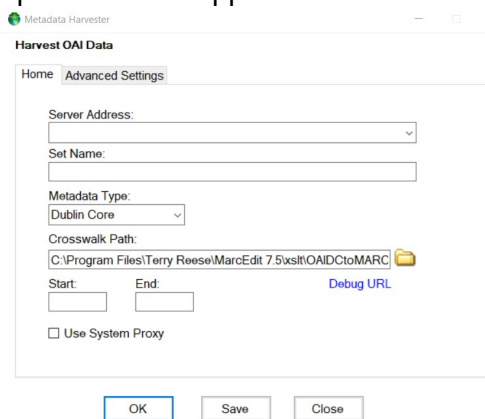 Metadata Harvester
Harvest OAI Data
Home Advanced Settings
Server Address:
Set Name:
Metadata Type:
Dublin Core
Crosswalk Path:
C:\Program Files\Terry Reese\MarcEdit 7.5\xslt\OAIDCtoMARC
Start: End: Debug URL
Use System Proxy
OK Save Close